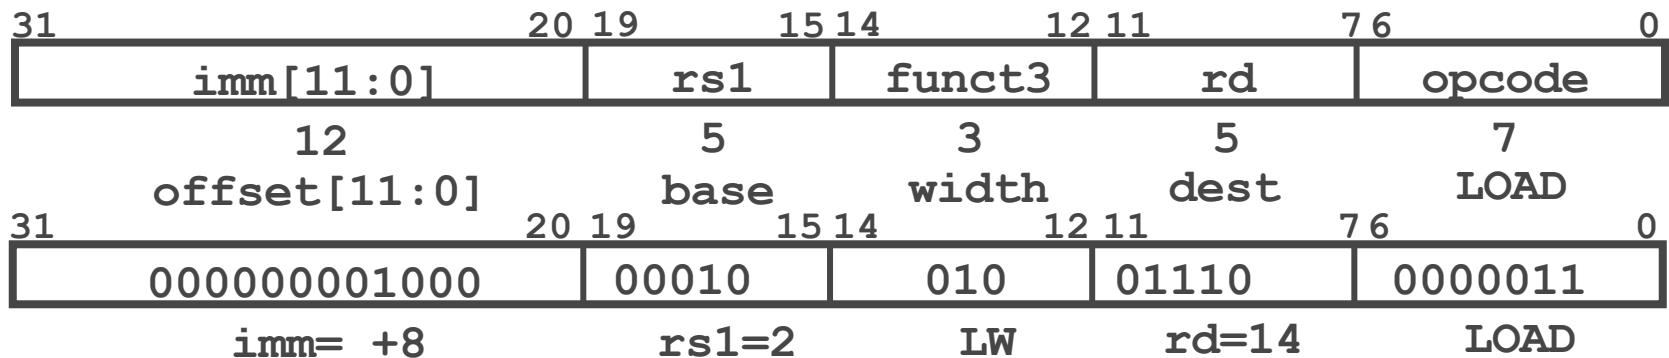 31 20 19 15 14 12 11 7 6 0
imm[11:0] rs1 funct3 rd opcode
12 5 3 5 7
offset[11:0] base width dest LOAD
31 20 19 15 14 12 11 7 6 0
000000001000 00010 010 01110 0000011
imm= +8 rs1=2 LW rd=14 LOAD